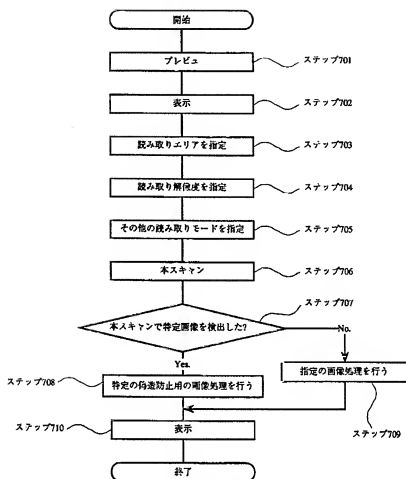 開始
プレビュ
ステップ701
表示
ステップ702
読み取りエリアを指定
ステップ703
読み取り解像度を指定
ステップ704
その他の読み取りモードを指定
ステップ705
本スキャン
ステップ706
ステップ707
本スキャンで特定画像を検出した?
No.
Yes.
ステップ708
特定の偽造防止用の画像処理を行う
指定の画像処理を行う
ステップ709
ステップ710
表示
終了